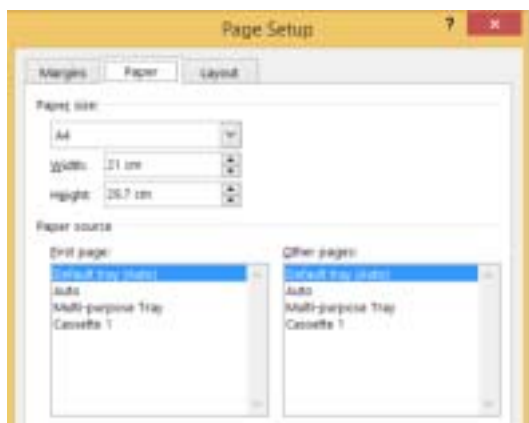 Page Setup ?
Margins Paper Layout
Paper size:
A4
Width: 21 cm
Height: 29.7 cm
Paper source
First page: Other pages:
Default tray (Auto) Default tray (Auto)
Auto Auto
Multi-purpose Tray Multi-purpose Tray
Cassette 1 Cassette 1